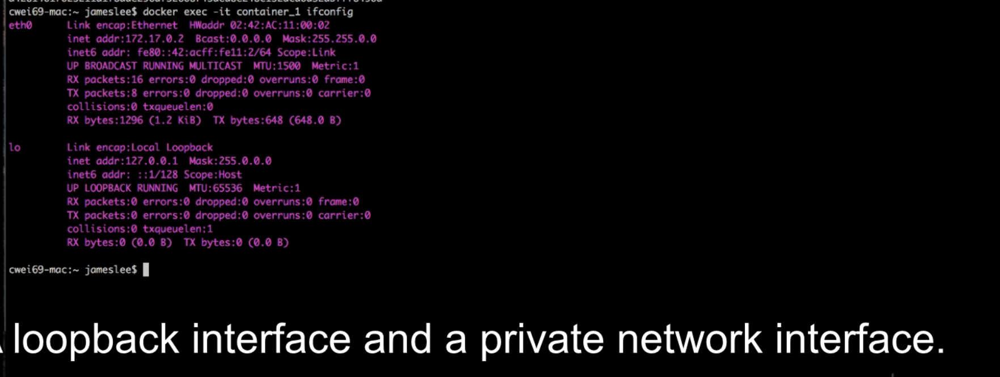 cwei69-mac:~ jameslee$ docker exec -it container_1 ifconfig
eth0      Link encap:Ethernet  HWaddr 02:42:AC:11:00:02
          inet addr:172.17.0.2  Bcast:0.0.0.0  Mask:255.255.0.0
          inet6 addr: fe80::42:acff:fe11:2/64 Scope:Link
          UP BROADCAST RUNNING MULTICAST  MTU:1500  Metric:1
          RX packets:16 errors:0 dropped:0 overruns:0 frame:0
          TX packets:8 errors:0 dropped:0 overruns:0 carrier:0
          collisions:0 txqueuelen:0
          RX bytes:1296 (1.2 KiB)  TX bytes:648 (648.0 B)
lo        Link encap:Local Loopback
          inet addr:127.0.0.1  Mask:255.0.0.0
          inet6 addr: ::1/128 Scope:Host
          UP LOOPBACK RUNNING  MTU:65536  Metric:1
          RX packets:0 errors:0 dropped:0 overruns:0 frame:0
          TX packets:0 errors:0 dropped:0 overruns:0 carrier:0
          collisions:0 txqueuelen:1
          RX bytes:0 (0.0 B)  TX bytes:0 (0.0 B)
cwei69-mac:~ jameslee$
loopback interface and a private network interface.